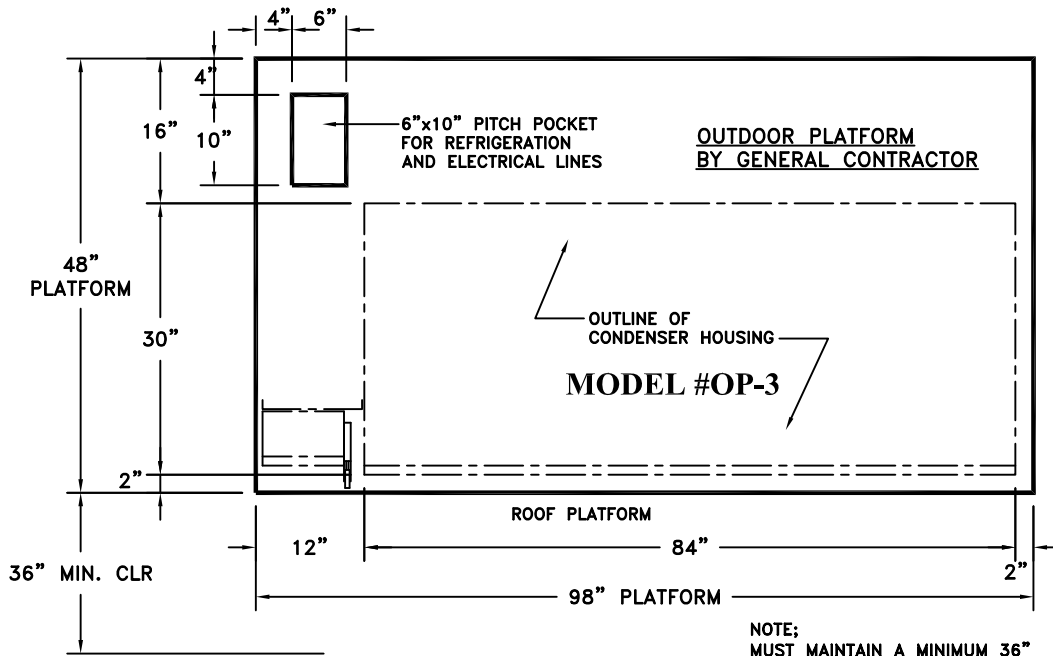 4” 6”
4”
16”
10”
6”x10” PITCH POCKET
FOR REFRIGERATION
AND ELECTRICAL LINES
OUTDOOR PLATFORM
BY GENERAL CONTRACTOR
48”
PLATFORM
30”
OUTLINE OF
CONDENSER HOUSING
MODEL #OP-3
2”
ROOF PLATFORM
12” 84” 2”
36” MIN. CLR
98” PLATFORM
NOTE;
MUST MAINTAIN A MINIMUM 36”